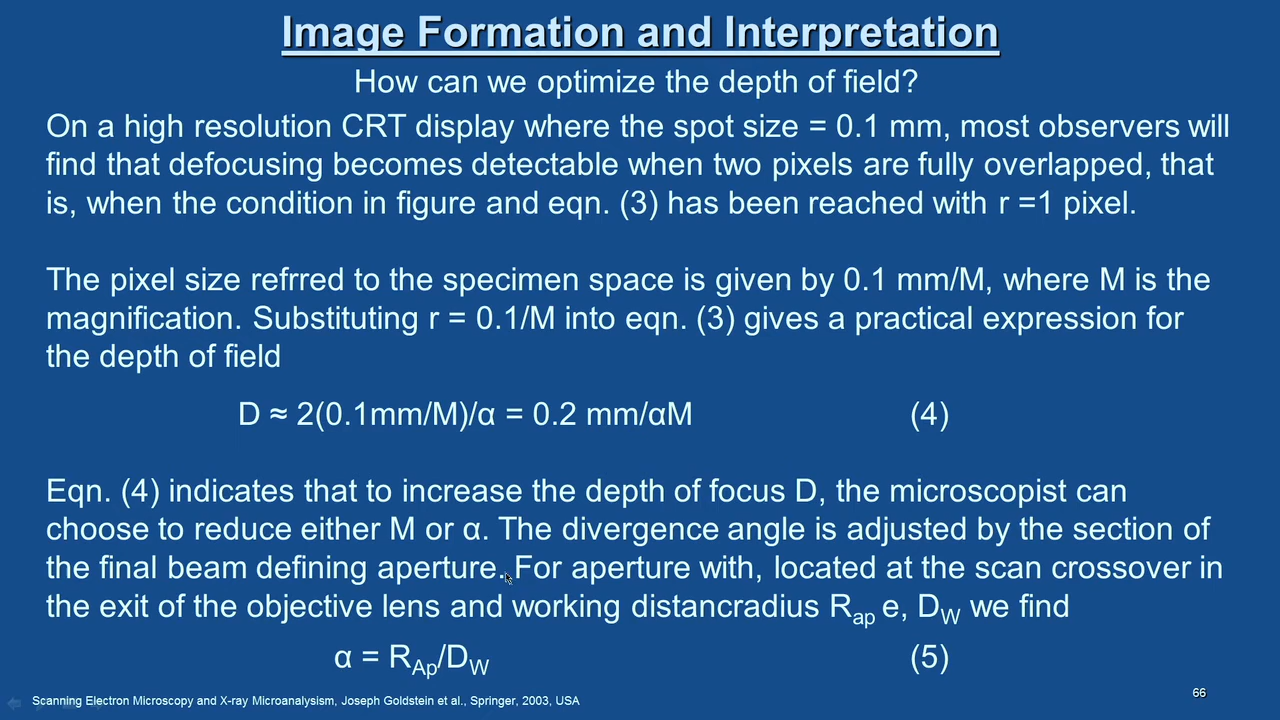 Image Formation and Interpretation
How can we optimize the depth of field?
On a high resolution CRT display where the spot size = 0.1 mm, most observers will
find that defocusing becomes detectable when two pixels are fully overlapped, that
is, when the condition in figure and eqn. (3) has been reached with r =1 pixel.
The pixel size refrred to the specimen space is given by 0.1 mm/M, where M is the
magnification. Substituting r = 0.1/M into eqn. (3) gives a practical expression for
the depth of field
D ≈ 2(0.1mm/M)/α = 0.2 mm/αM (4)
Eqn. (4) indicates that to increase the depth of focus D, the microscopist can
choose to reduce either M or α. The divergence angle is adjusted by the section of
the final beam defining aperture. For aperture with, located at the scan crossover in
the exit of the objective lens and working distancradius Rap e, DW we find
α = RAp/DW (5)
Scanning Electron Microscopy and X-ray Microanalysism, Joseph Goldstein et al., Springer, 2003, USA
66